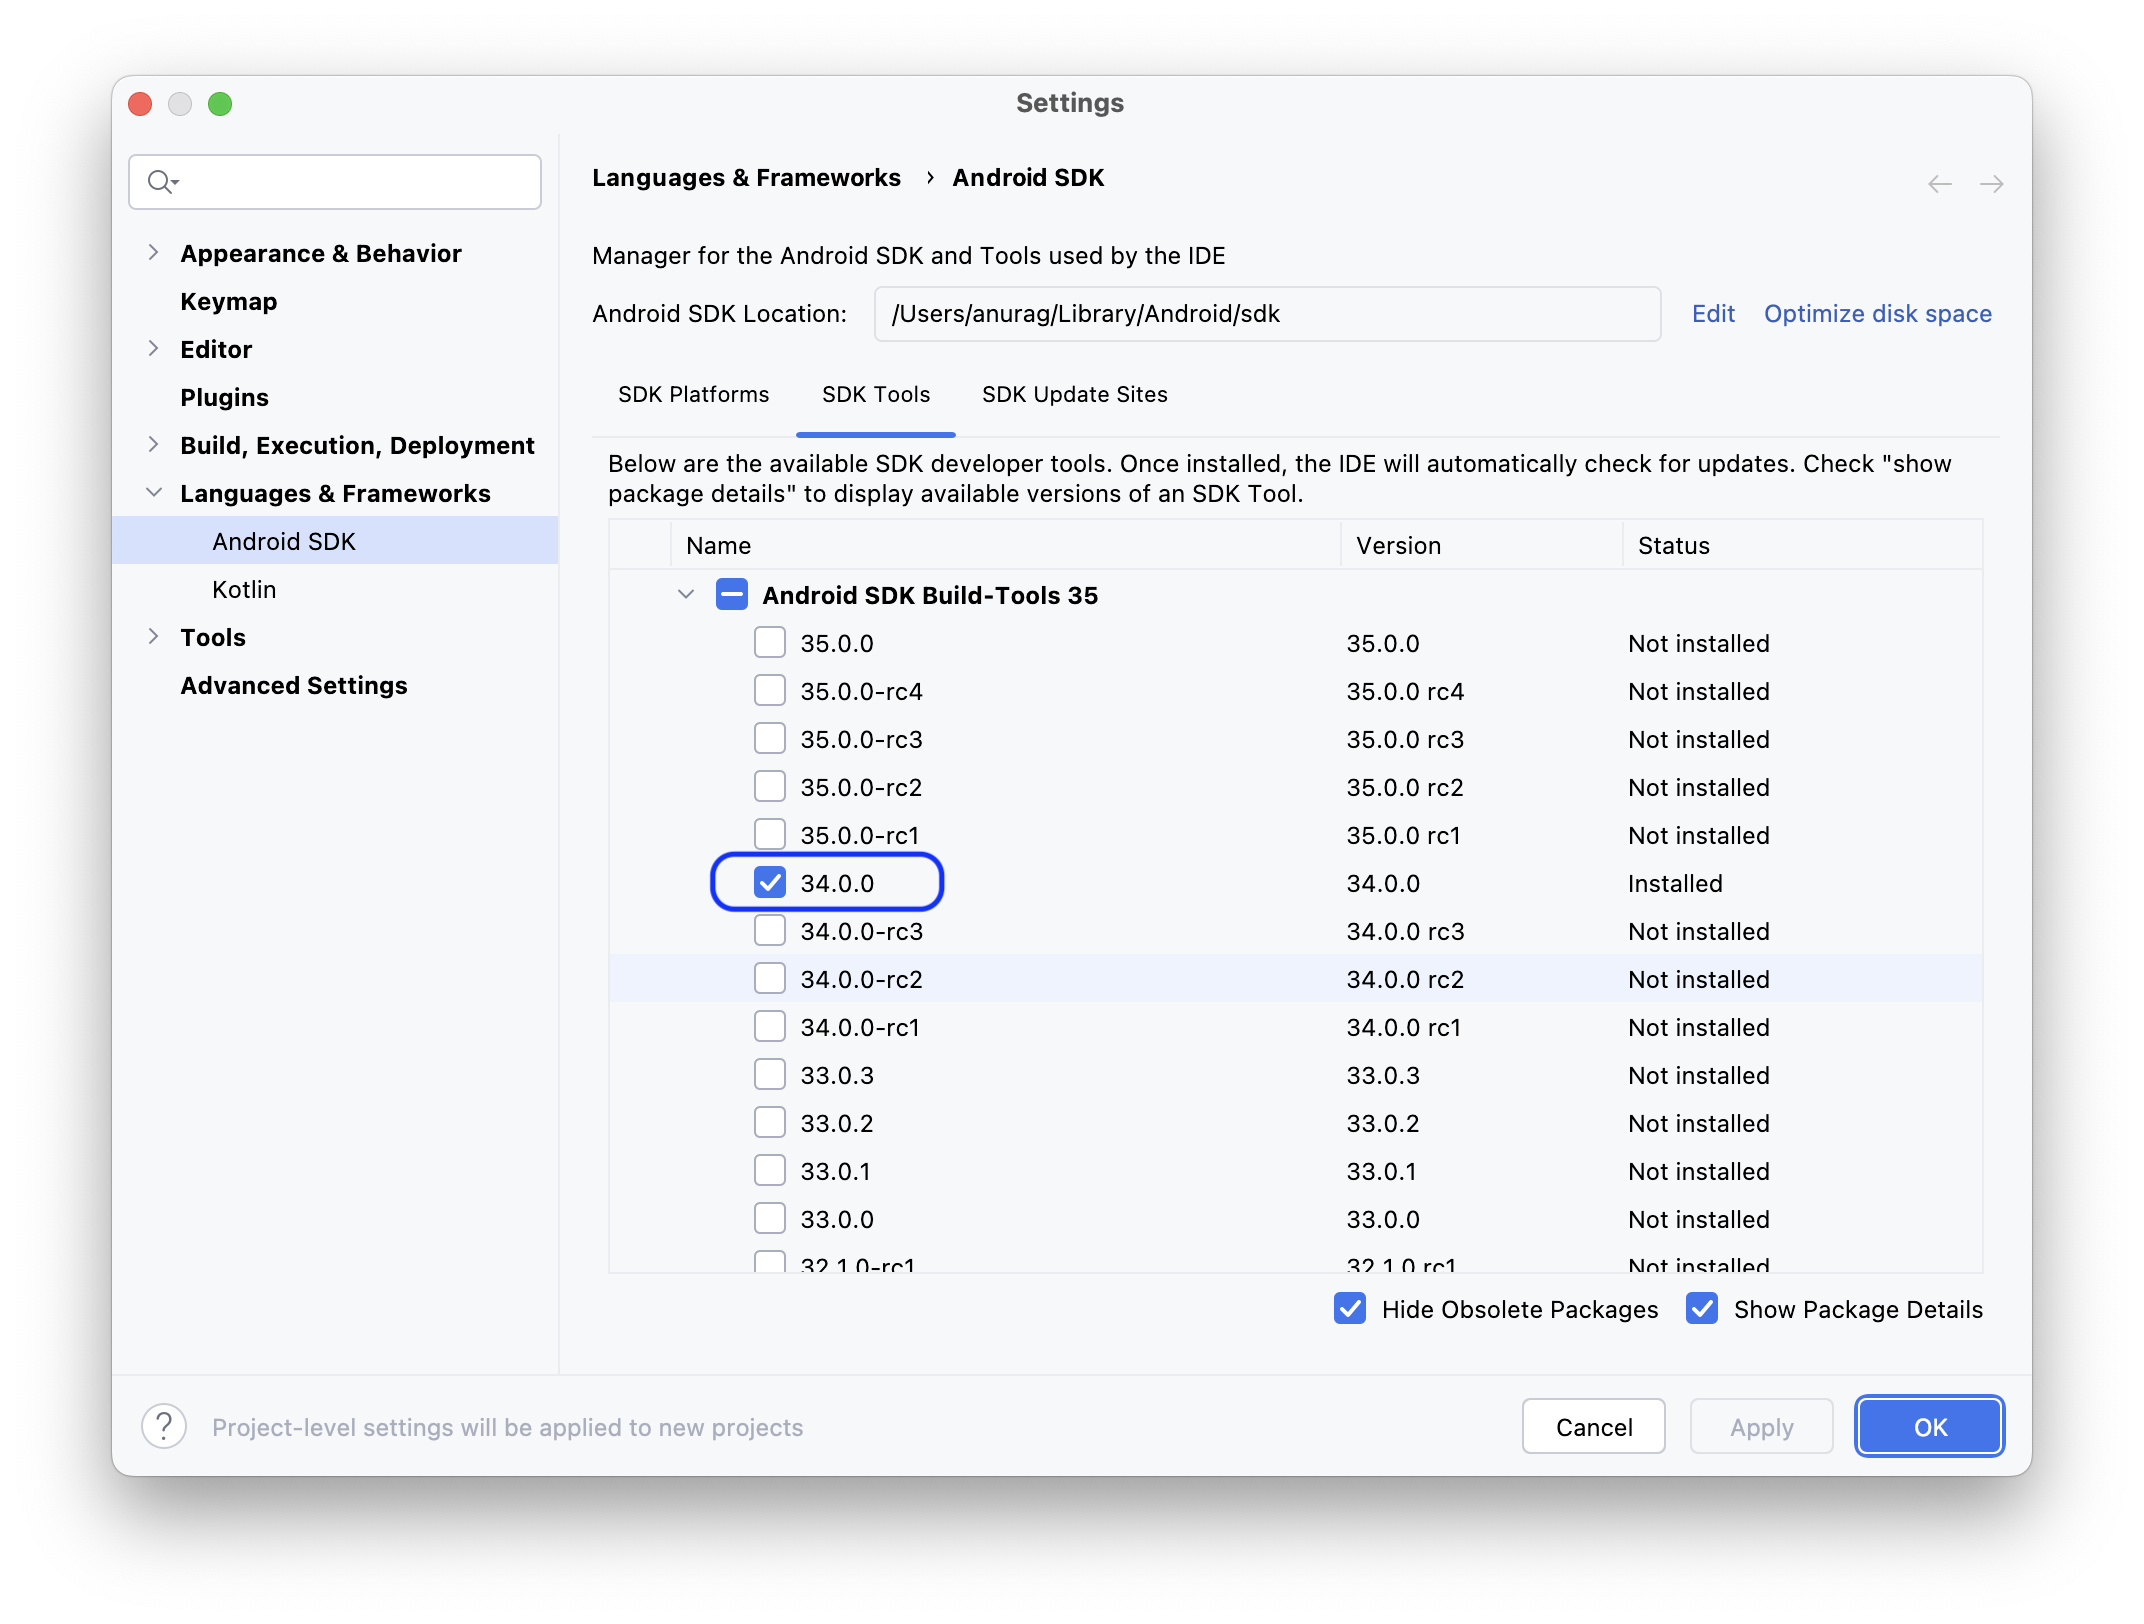 Settings
Appearance & Behavior
Keymap
Editor
Plugins
Build, Execution, Deployment
Languages & Frameworks
Android SDK
Kotlin
Tools
Advanced Settings
Languages & Frameworks › Android SDK
Manager for the Android SDK and Tools used by the IDE
Android SDK Location: /Users/anurag/Library/Android/sdk Edit Optimize disk space
SDK Platforms SDK Tools SDK Update Sites
Below are the available SDK developer tools. Once installed, the IDE will automatically check for updates. Check "show
package details" to display available versions of an SDK Tool.
Name Version Status
Android SDK Build-Tools 35
35.0.0 35.0.0 Not installed
35.0.0-rc4 35.0.0 rc4 Not installed
35.0.0-rc3 35.0.0 rc3 Not installed
35.0.0-rc2 35.0.0 rc2 Not installed
35.0.0-rc1 35.0.0 rc1 Not installed
34.0.0 34.0.0 Installed
34.0.0-rc3 34.0.0 rc3 Not installed
34.0.0-rc2 34.0.0 rc2 Not installed
34.0.0-rc1 34.0.0 rc1 Not installed
33.0.3 33.0.3 Not installed
33.0.2 33.0.2 Not installed
33.0.1 33.0.1 Not installed
33.0.0 33.0.0 Not installed
32.1.0-rc1 32.1.0 rc1 Not installed
Hide Obsolete Packages Show Package Details
? Project-level settings will be applied to new projects
Cancel Apply OK